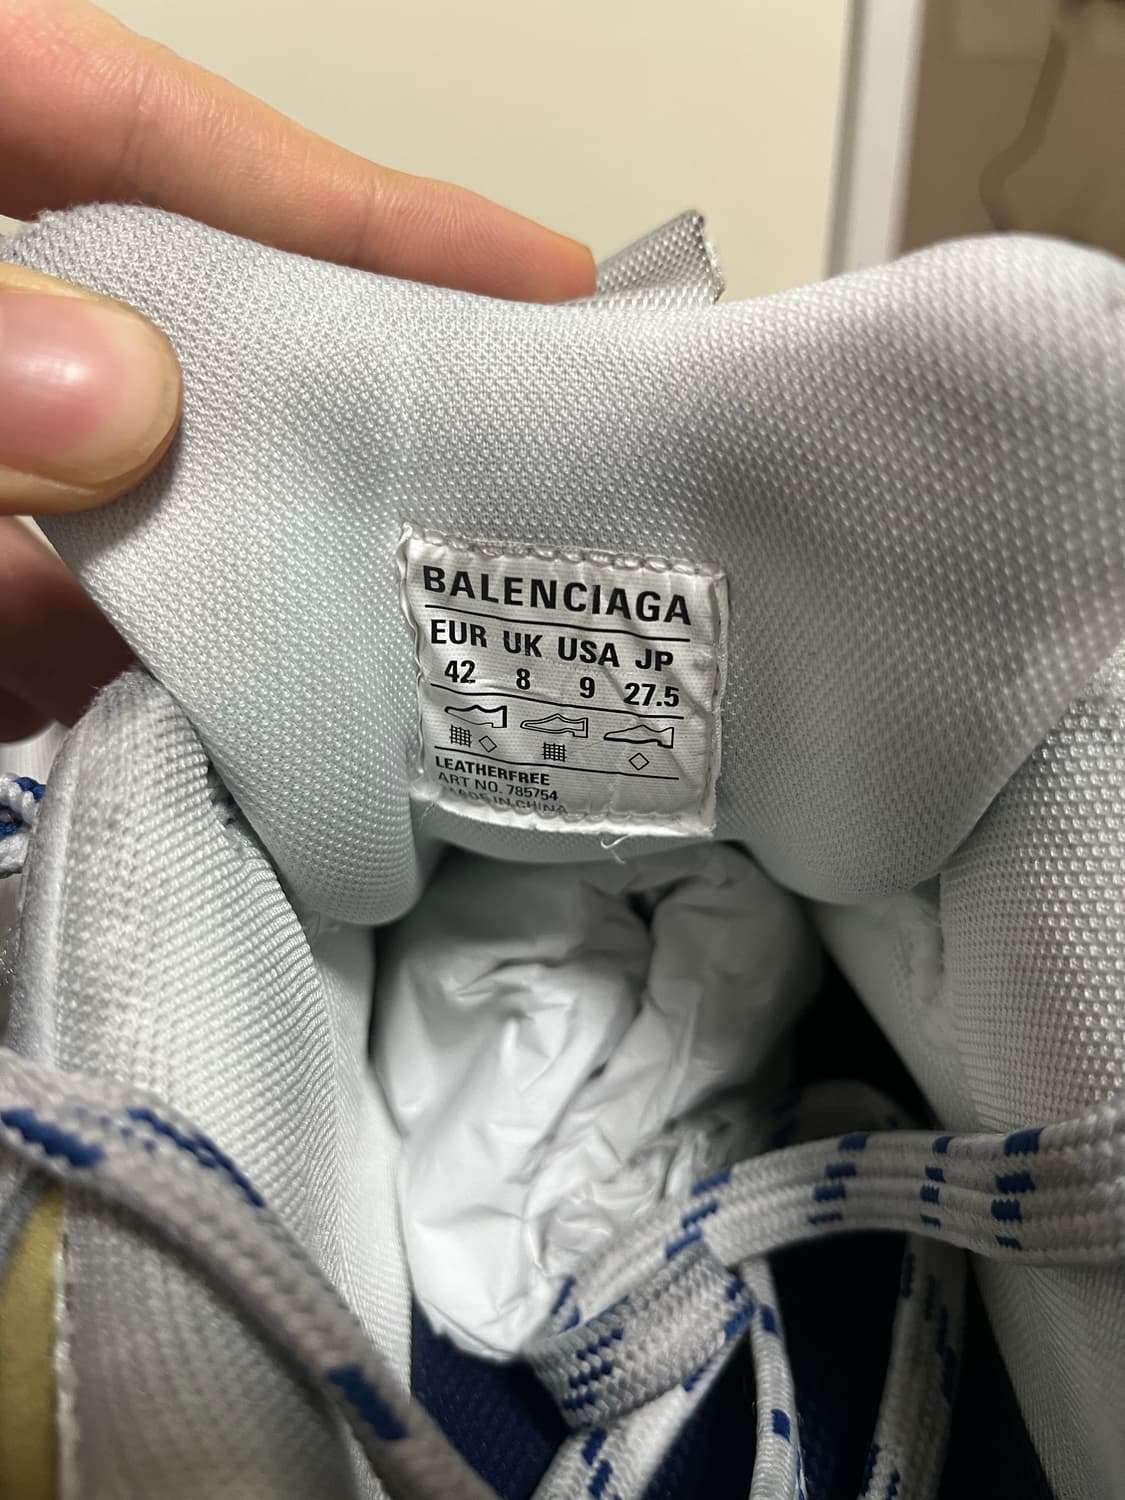 BALENCIAGA
EUR UK USA JP
42 8 9 27.5
LEATHERFREE
ART NO. 785754
MADE IN CHINA